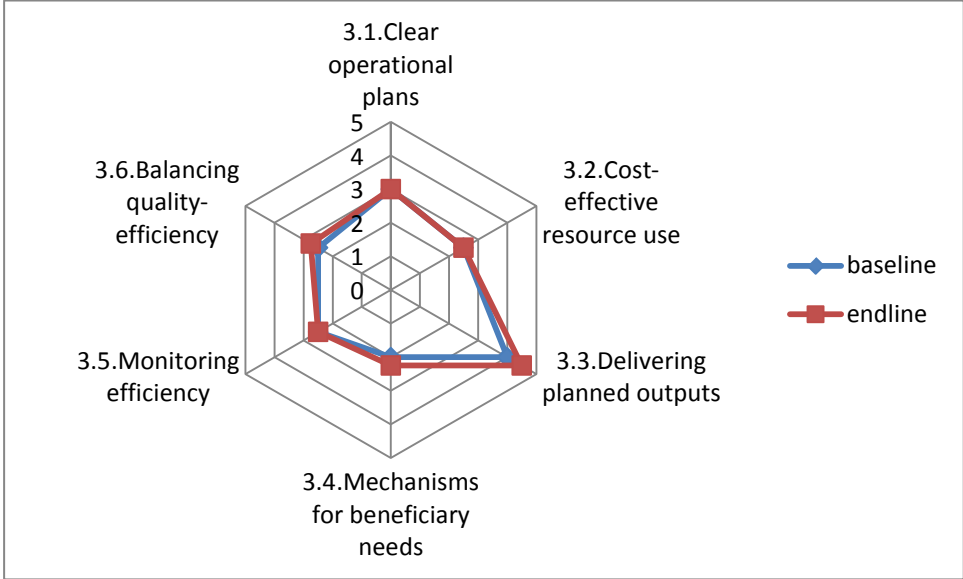 3.1.Clear
operational
plans
5
4
3
2
1
0
3.2.Cost-
effective
resource use
3.3.Delivering
planned outputs
3.4.Mechanisms
for beneficiary
needs
3.5.Monitoring
efficiency
3.6.Balancing
quality-
efficiency
baseline
endline